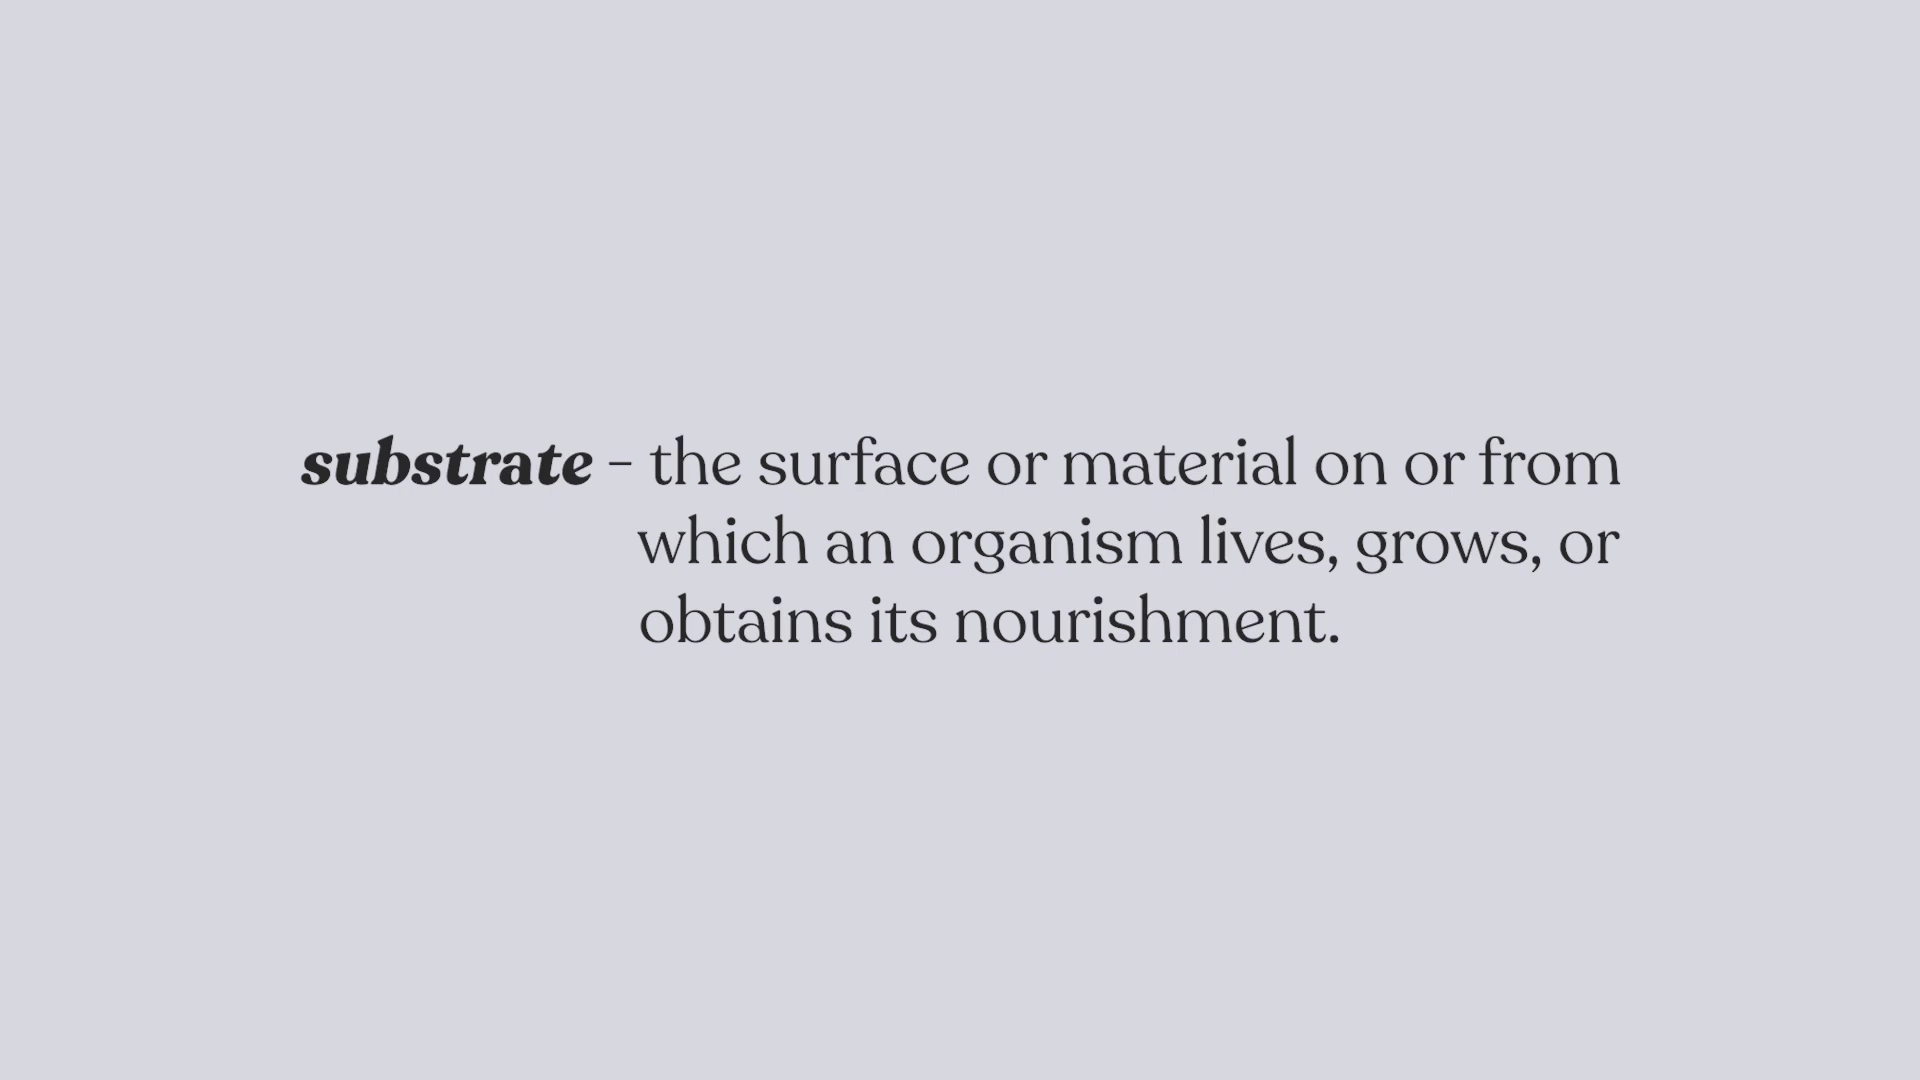 substrate – the surface or material on or from
which an organism lives, grows, or
obtains its nourishment.